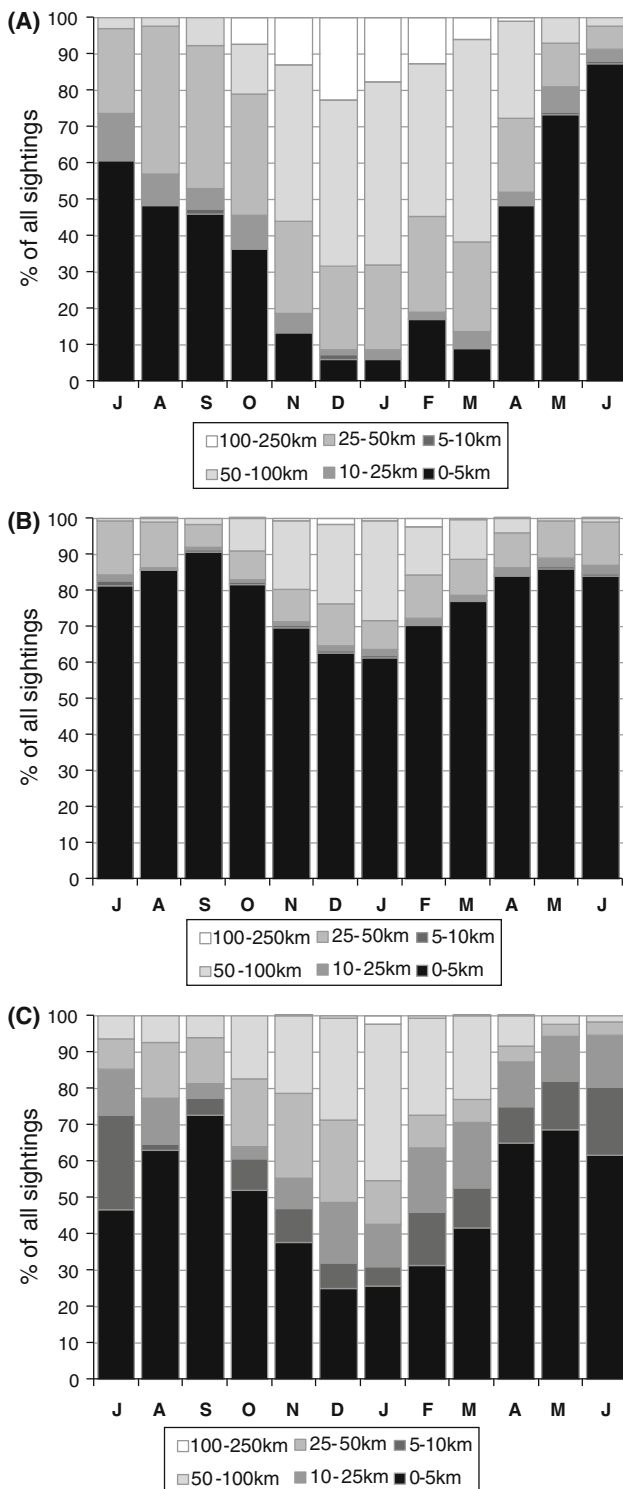 (A)
% of all sightings
100
90
80
70
60
50
40
30
20
10
0
J A S O N D J F M A M J
100-250km 25-50km 5-10km
50-100km 10-25km 0-5km
(B)
% of all sightings
100
90
80
70
60
50
40
30
20
10
0
J A S O N D J F M A M J
100-250km 25-50km 5-10km
50-100km 10-25km 0-5km
(C)
% of all sightings
100
90
80
70
60
50
40
30
20
10
0
J A S O N D J F M A M J
100-250km 25-50km 5-10km
50-100km 10-25km 0-5km